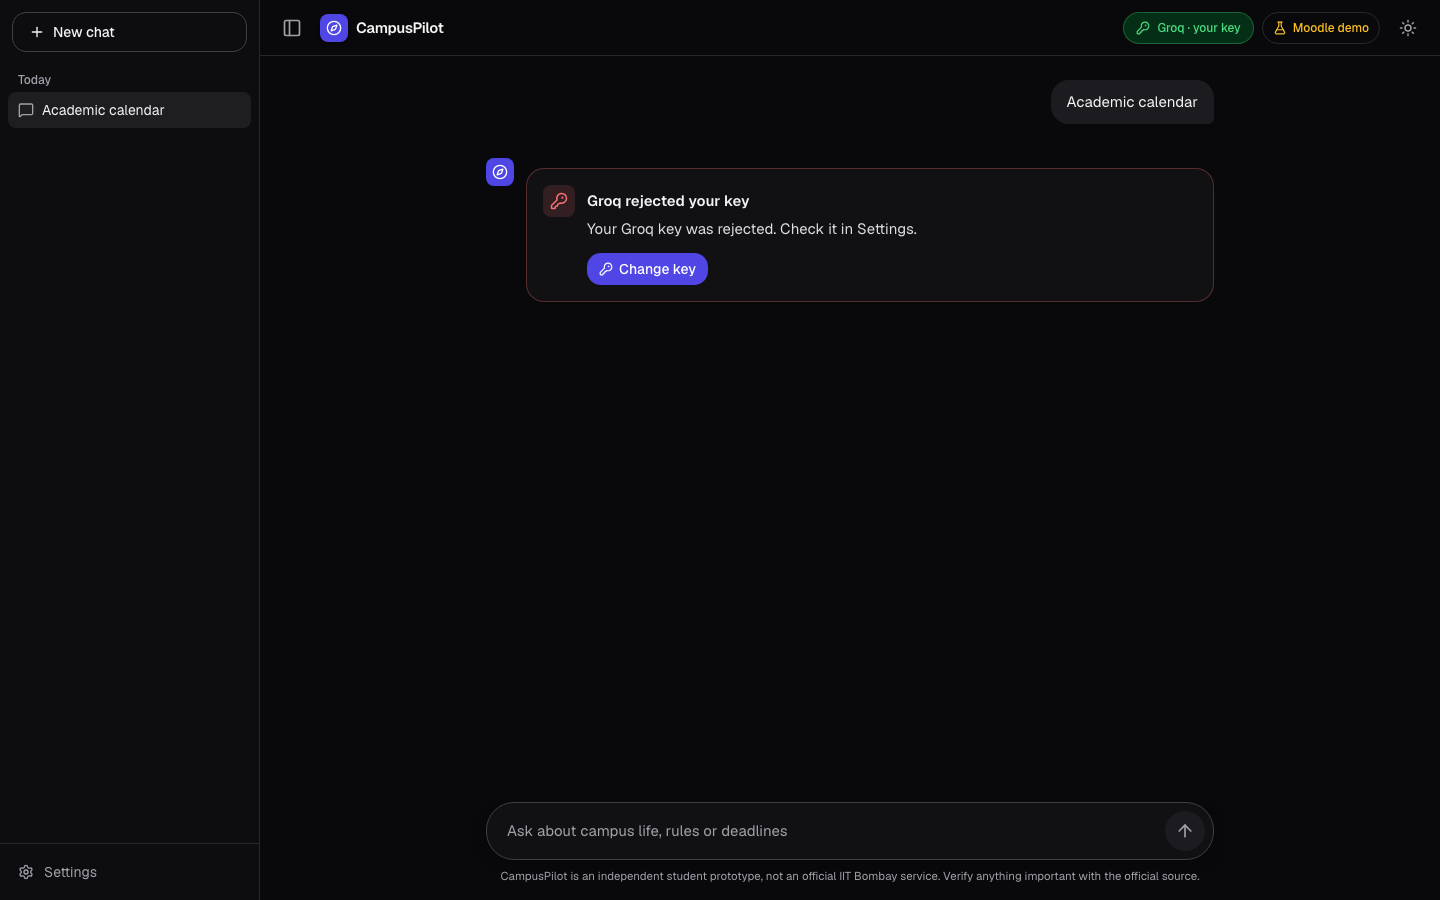 New chat
Today
Academic calendar
Settings
CampusPilot
Groq · your key
Moodle demo
Academic calendar
Groq rejected your key
Your Groq key was rejected. Check it in Settings.
Change key
Ask about campus life, rules or deadlines
CampusPilot is an independent student prototype, not an official IIT Bombay service. Verify anything important with the official source.